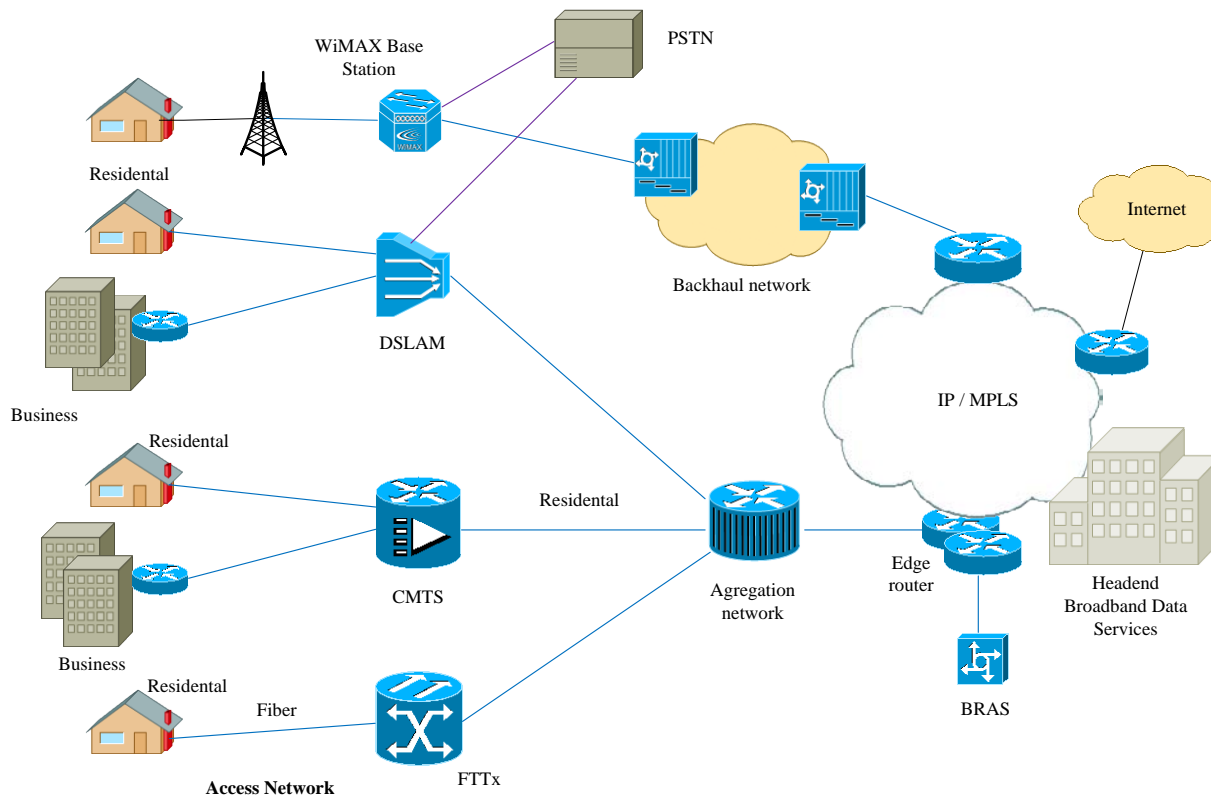 PSTN
WiMAX Base
Station
WiMAX
Residental
Internet
Backhaul network
DSLAM
IP / MPLS
Business
Residental
Residental
CMTS
Agregation
network
Edge
router
Headend
Broadband Data
Services
Business
Residental
Fiber
BRAS
FTTx
Access Network